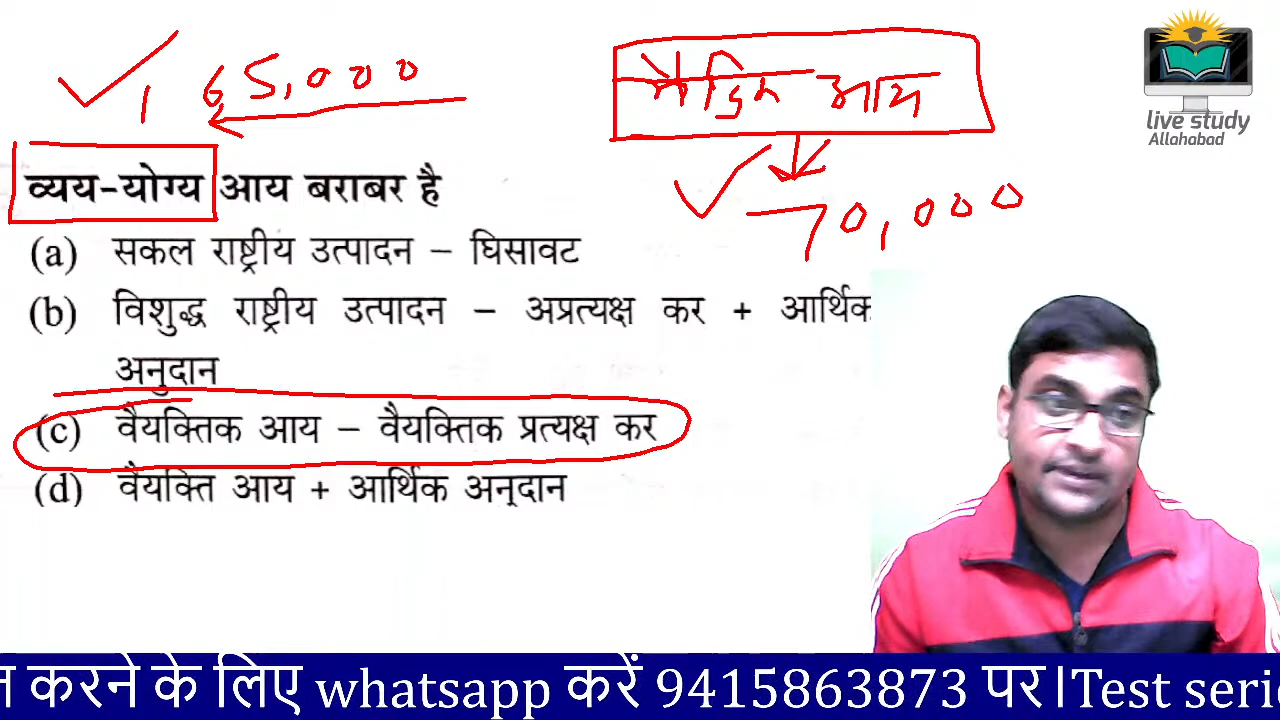 65,000
मौद्रिक आय
70,000
live study
Allahabad
व्यय-योग्य आय बराबर है
(a) सकल राष्ट्रीय उत्पादन – घिसावट
(b) विशुद्ध राष्ट्रीय उत्पादन – अप्रत्यक्ष कर + आर्थिक
अनुदान
(c) वैयक्तिक आय – वैयक्तिक प्रत्यक्ष कर
(d) वैयक्ति आय + आर्थिक अनुदान
न करने के लिए whatsapp करें 9415863873 पर।Test seri